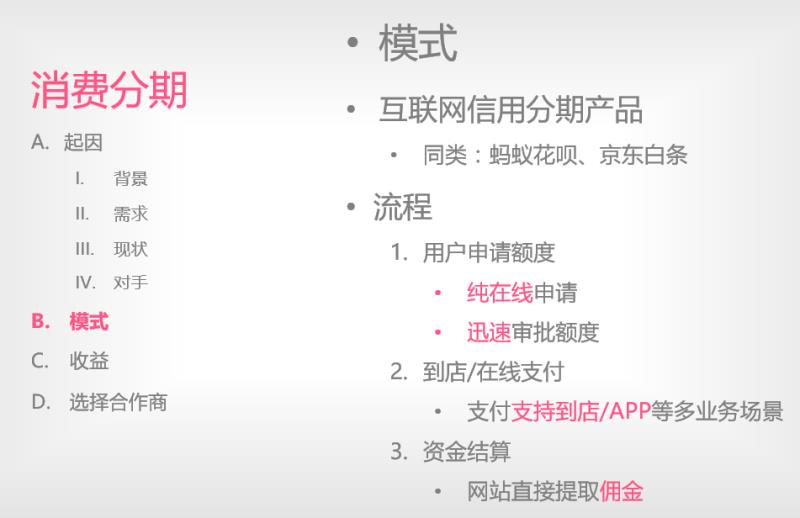 消费分期
A. 起因
I. 背景
II. 需求
III. 现状
IV. 对手
B. 模式
C. 收益
D. 选择合作商
• 模式
• 互联网信用分期产品
• 同类：蚂蚁花呗、京东白条
• 流程
1. 用户申请额度
• 纯在线申请
• 迅速审批额度
2. 到店/在线支付
• 支付支持到店/APP等多业务场景
3. 资金结算
• 网站直接提取佣金